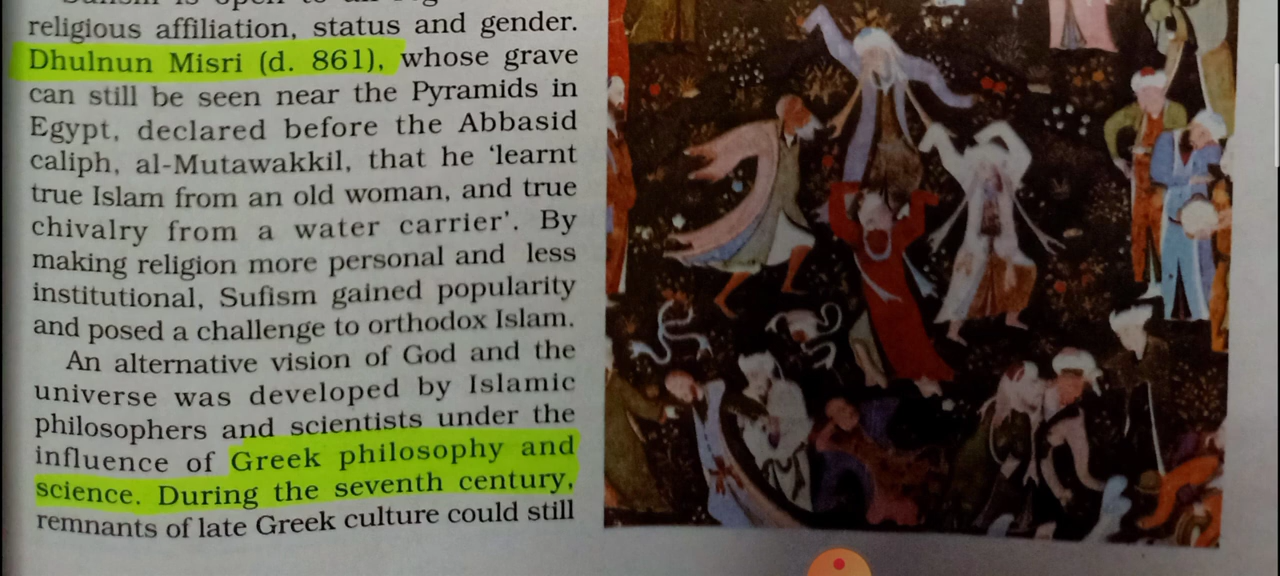 religious affiliation, status and gender.
Dhulnun Misri (d. 861), whose grave
can still be seen near the Pyramids in
Egypt, declared before the Abbasid
caliph, al-Mutawakkil, that he ‘learnt
true Islam from an old woman, and true
chivalry from a water carrier’. By
making religion more personal and less
institutional, Sufism gained popularity
and posed a challenge to orthodox Islam.
An alternative vision of God and the
universe was developed by Islamic
philosophers and scientists under the
influence of Greek philosophy and
science. During the seventh century,
remnants of late Greek culture could still